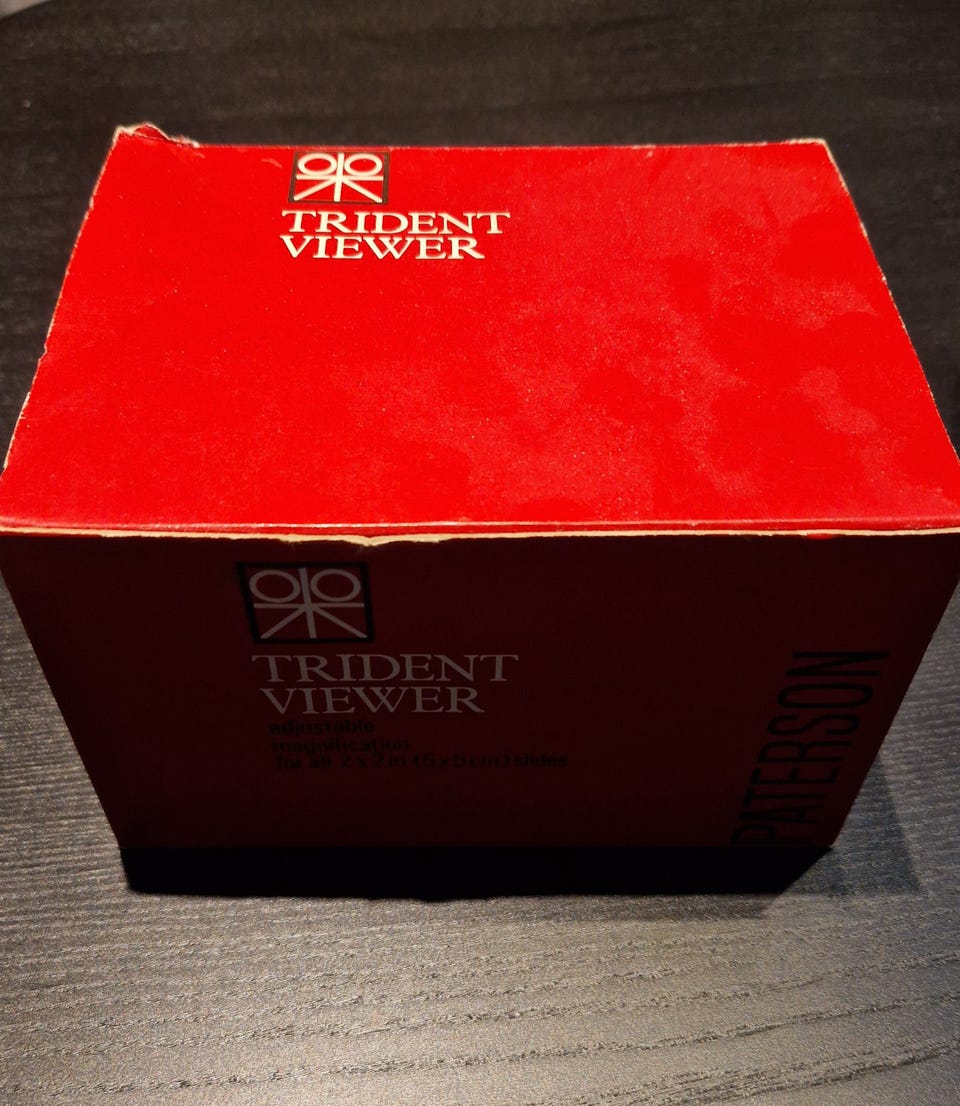 TRIDENT
VIEWER
TRIDENT
VIEWER
adjustable
magnification
for all 2 x 2 in (5 x 5 cm.) slides
PATERSON